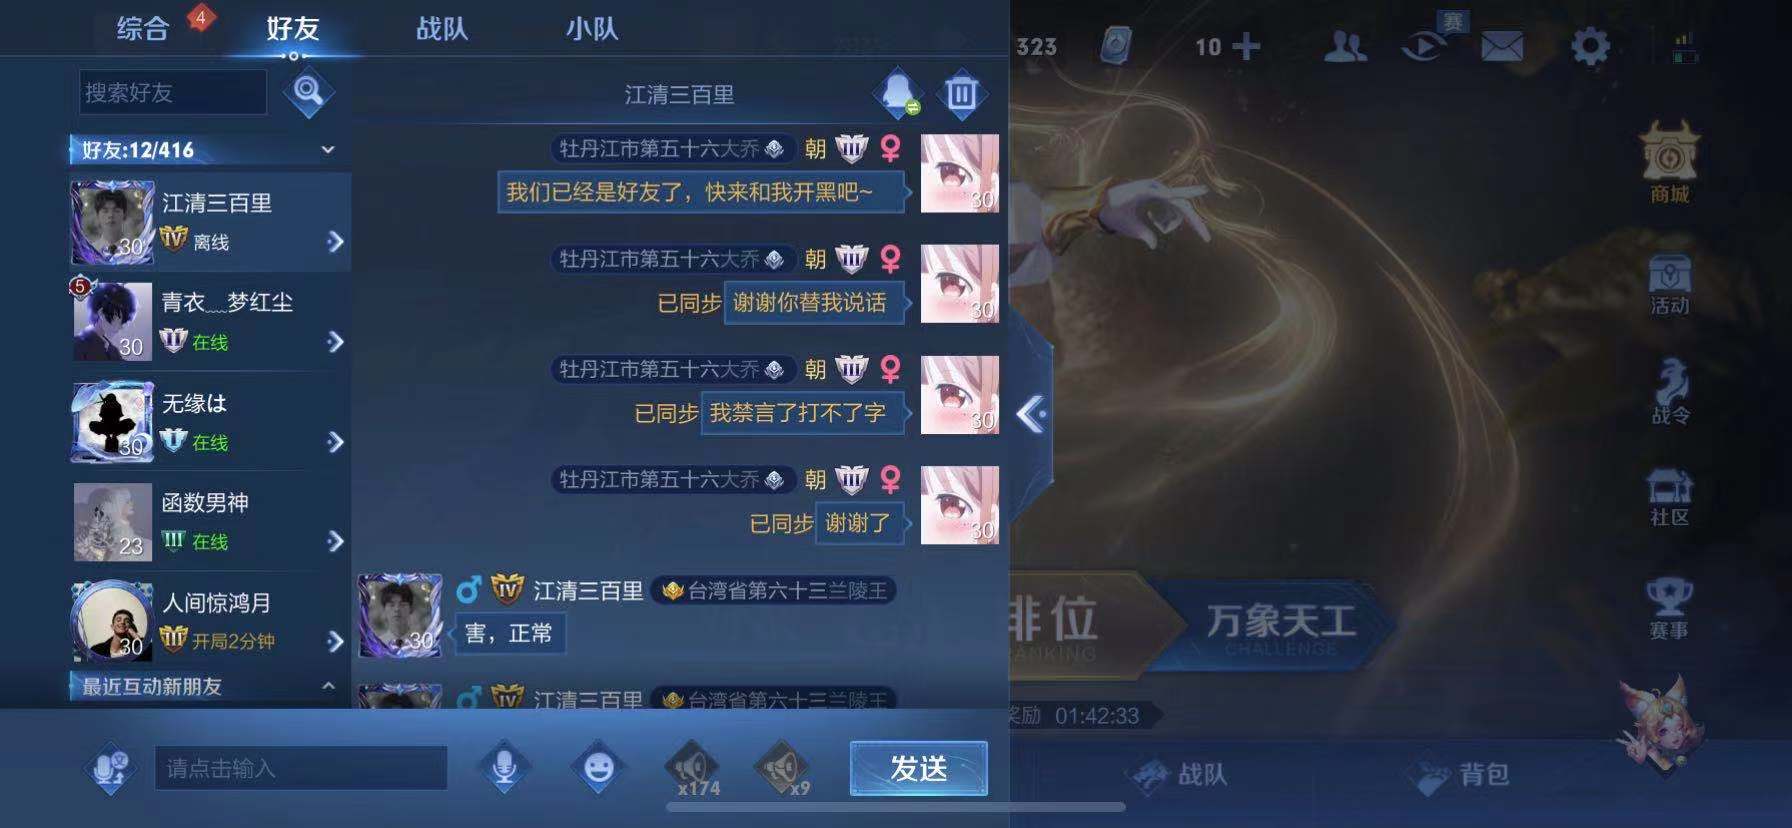 综合 4 好友 战队 小队
323 10 赛
搜索好友
江清三百里
好友:12/416
江清三百里
30 IV 离线
5
青衣﹏梦红尘
30 II 在线
无缘は
30 I 在线
函数男神
23 III 在线
人间惊鸿月
30 III 开局2分钟
最近互动新朋友
牡丹江市第五十六大乔 朝 III ♀
我们已经是好友了，快来和我开黑吧~
30
牡丹江市第五十六大乔 朝 III ♀
已同步 谢谢你替我说话
30
牡丹江市第五十六大乔 朝 III ♀
已同步 我禁言了打不了字
30
牡丹江市第五十六大乔 朝 III ♀
已同步 谢谢了
30
♂ IV 江清三百里 台湾省第六十三兰陵王
30 害，正常
♂ IV 江清三百里 台湾省第六十三兰陵王
请点击输入
文
x174
x9
发送
商城
活动
战令
社区
赛事
排位
RANKING
万象天工
CHALLENGE
奖励 01:42:33
战队
背包